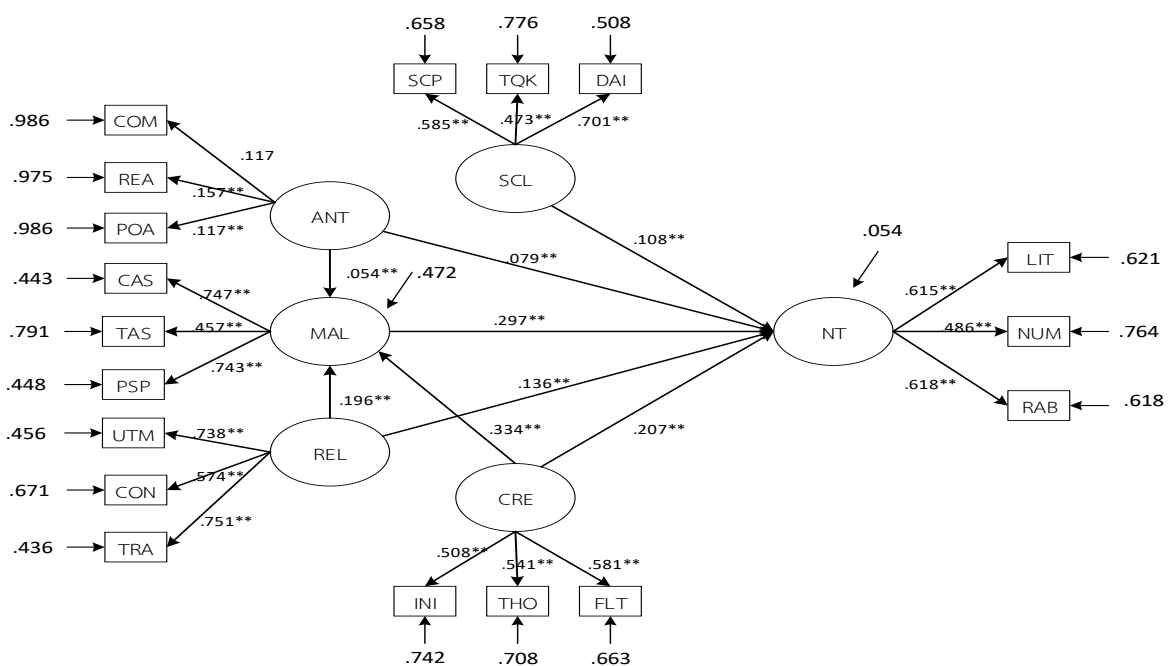 .658 .776 .508
SCP TQK DAI
.585** .473** .701**
SCL
.986 COM
.117
.975 REA
.157**
.986 POA
.117**
ANT
.108**
.054
.079**
.054** .472
.443 CAS
.747**
.791 TAS
.457**
MAL
.297**
NT
.448 PSP
.743**
.615** LIT .621
.486** NUM .764
.618** RAB .618
.136**
.196**
.456 UTM
.738**
REL
.334**
.207**
.671 CON
.574**
CRE
.436 TRA
.751**
.508** .541** .581**
INI THO FLT
.742 .708 .663